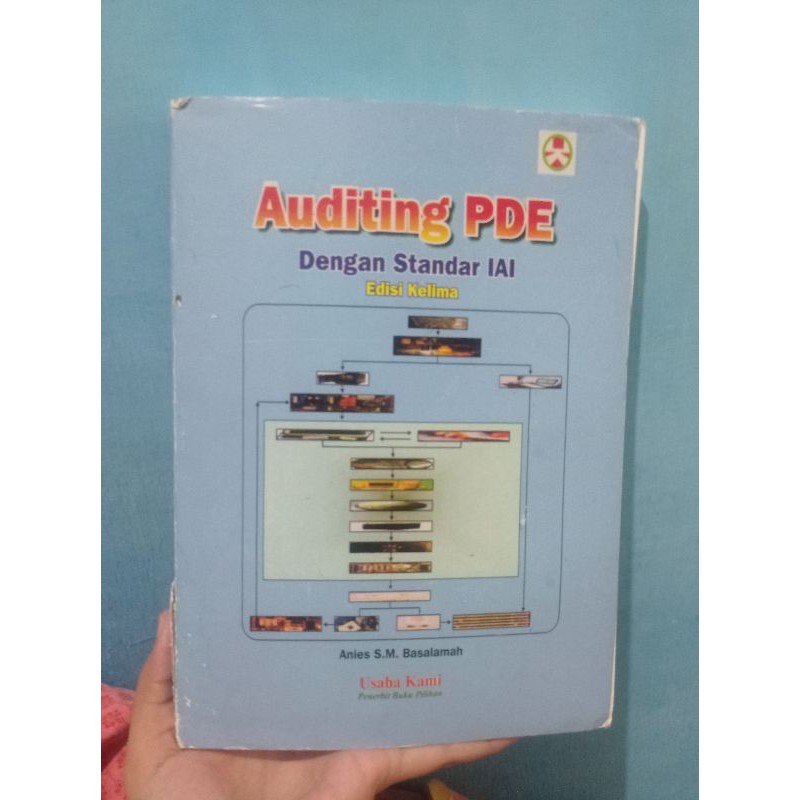 Auditing PDE
Dengan Standar IAI
Edisi Kelima
Anies S.M. Basalamah
Usaha Kami
Penerbit Buku Pilihan